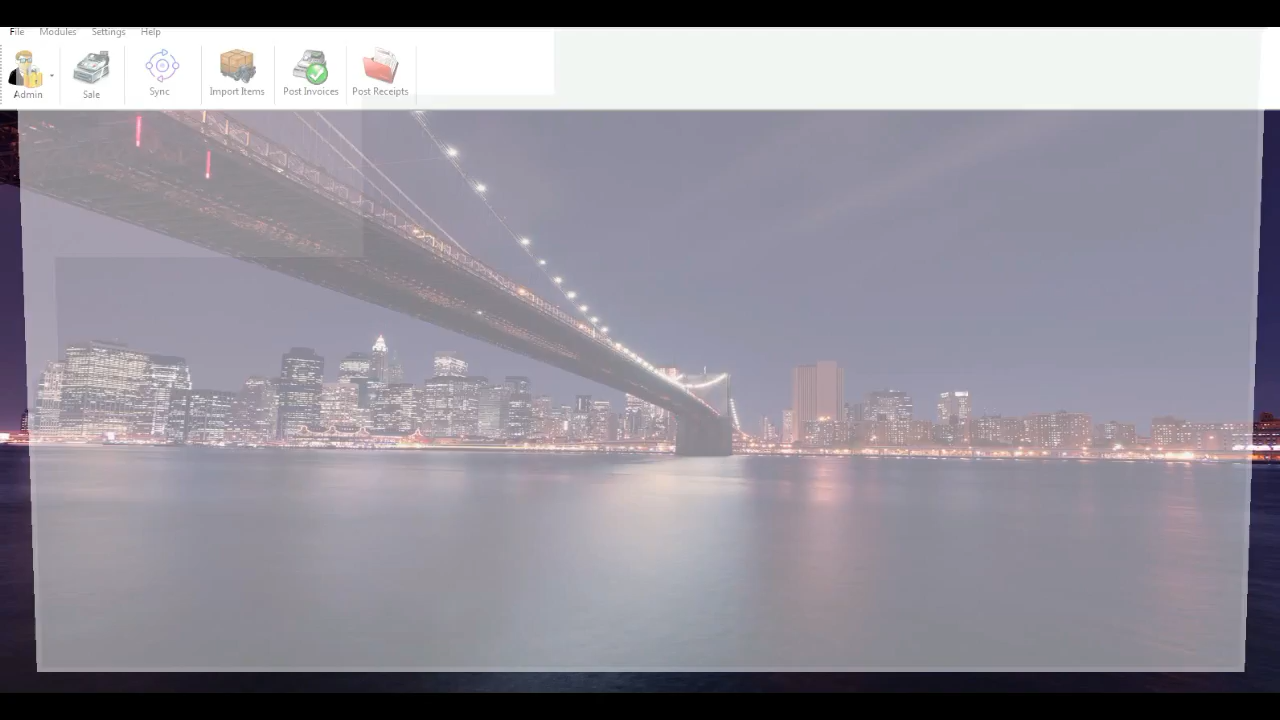 File Modules Settings Help
Admin Sale Sync Import Items Post Invoices Post Receipts